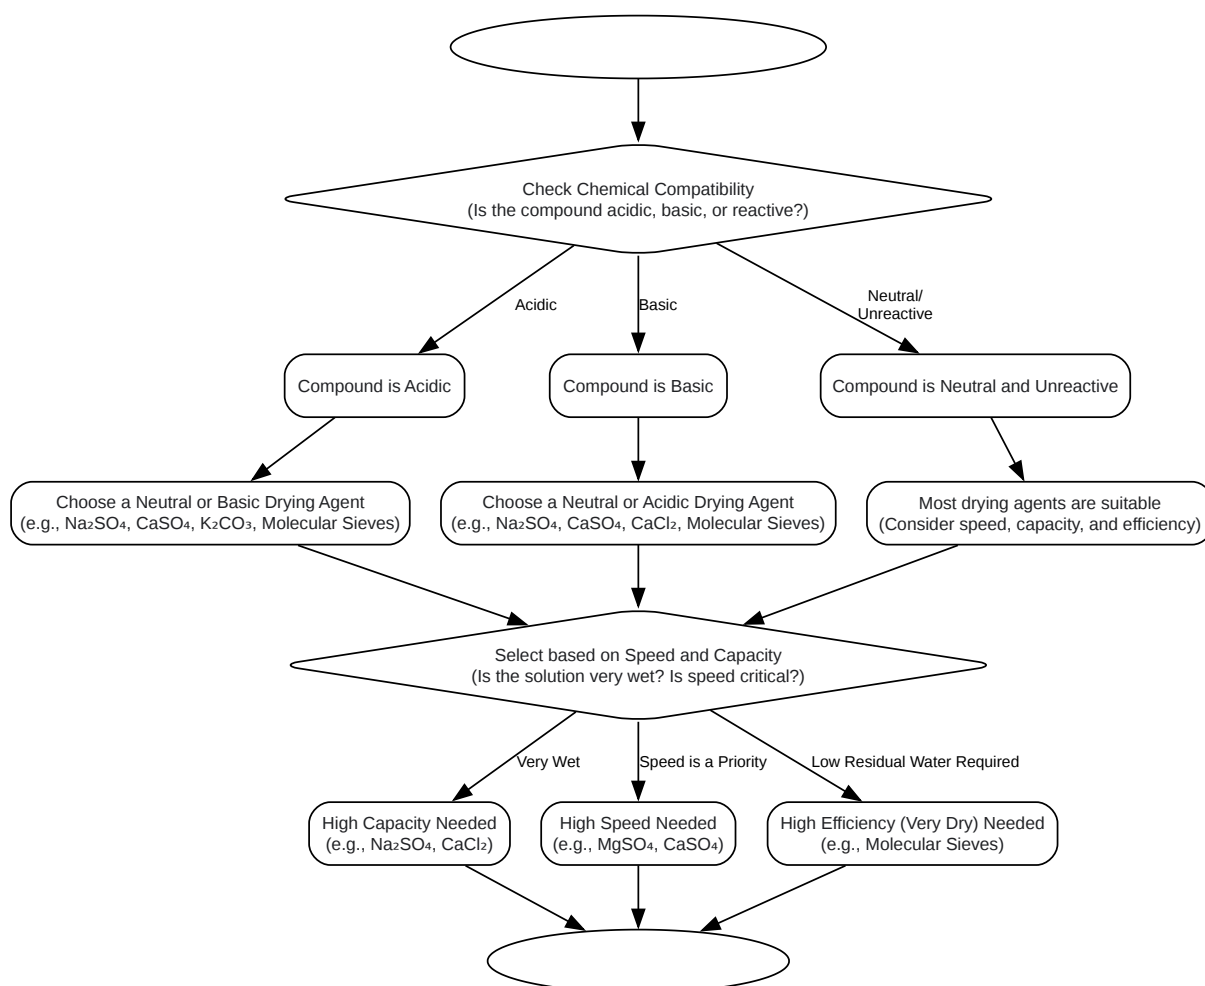 Check Chemical Compatibility
(Is the compound acidic, basic, or reactive?)
Acidic
Basic
Neutral/
Unreactive
Compound is Acidic
Compound is Basic
Compound is Neutral and Unreactive
Choose a Neutral or Basic Drying Agent
(e.g., Na₂SO₄, CaSO₄, K₂CO₃, Molecular Sieves)
Choose a Neutral or Acidic Drying Agent
(e.g., Na₂SO₄, CaSO₄, CaCl₂, Molecular Sieves)
Most drying agents are suitable
(Consider speed, capacity, and efficiency)
Select based on Speed and Capacity
(Is the solution very wet? Is speed critical?)
Very Wet
Speed is a Priority
Low Residual Water Required
High Capacity Needed
(e.g., Na₂SO₄, CaCl₂)
High Speed Needed
(e.g., MgSO₄, CaSO₄)
High Efficiency (Very Dry) Needed
(e.g., Molecular Sieves)